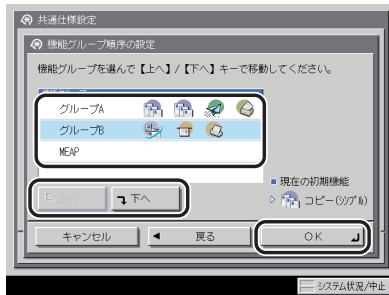 共通仕様設定
機能グループ順序の設定
機能グループを選んで【上へ】/【下へ】キーで移動してください。
グループA
グループB
MEAP
上へ
下へ
■ 現在の初期機能
コピー(シンプル)
キャンセル
戻る
OK
システム状況/中止